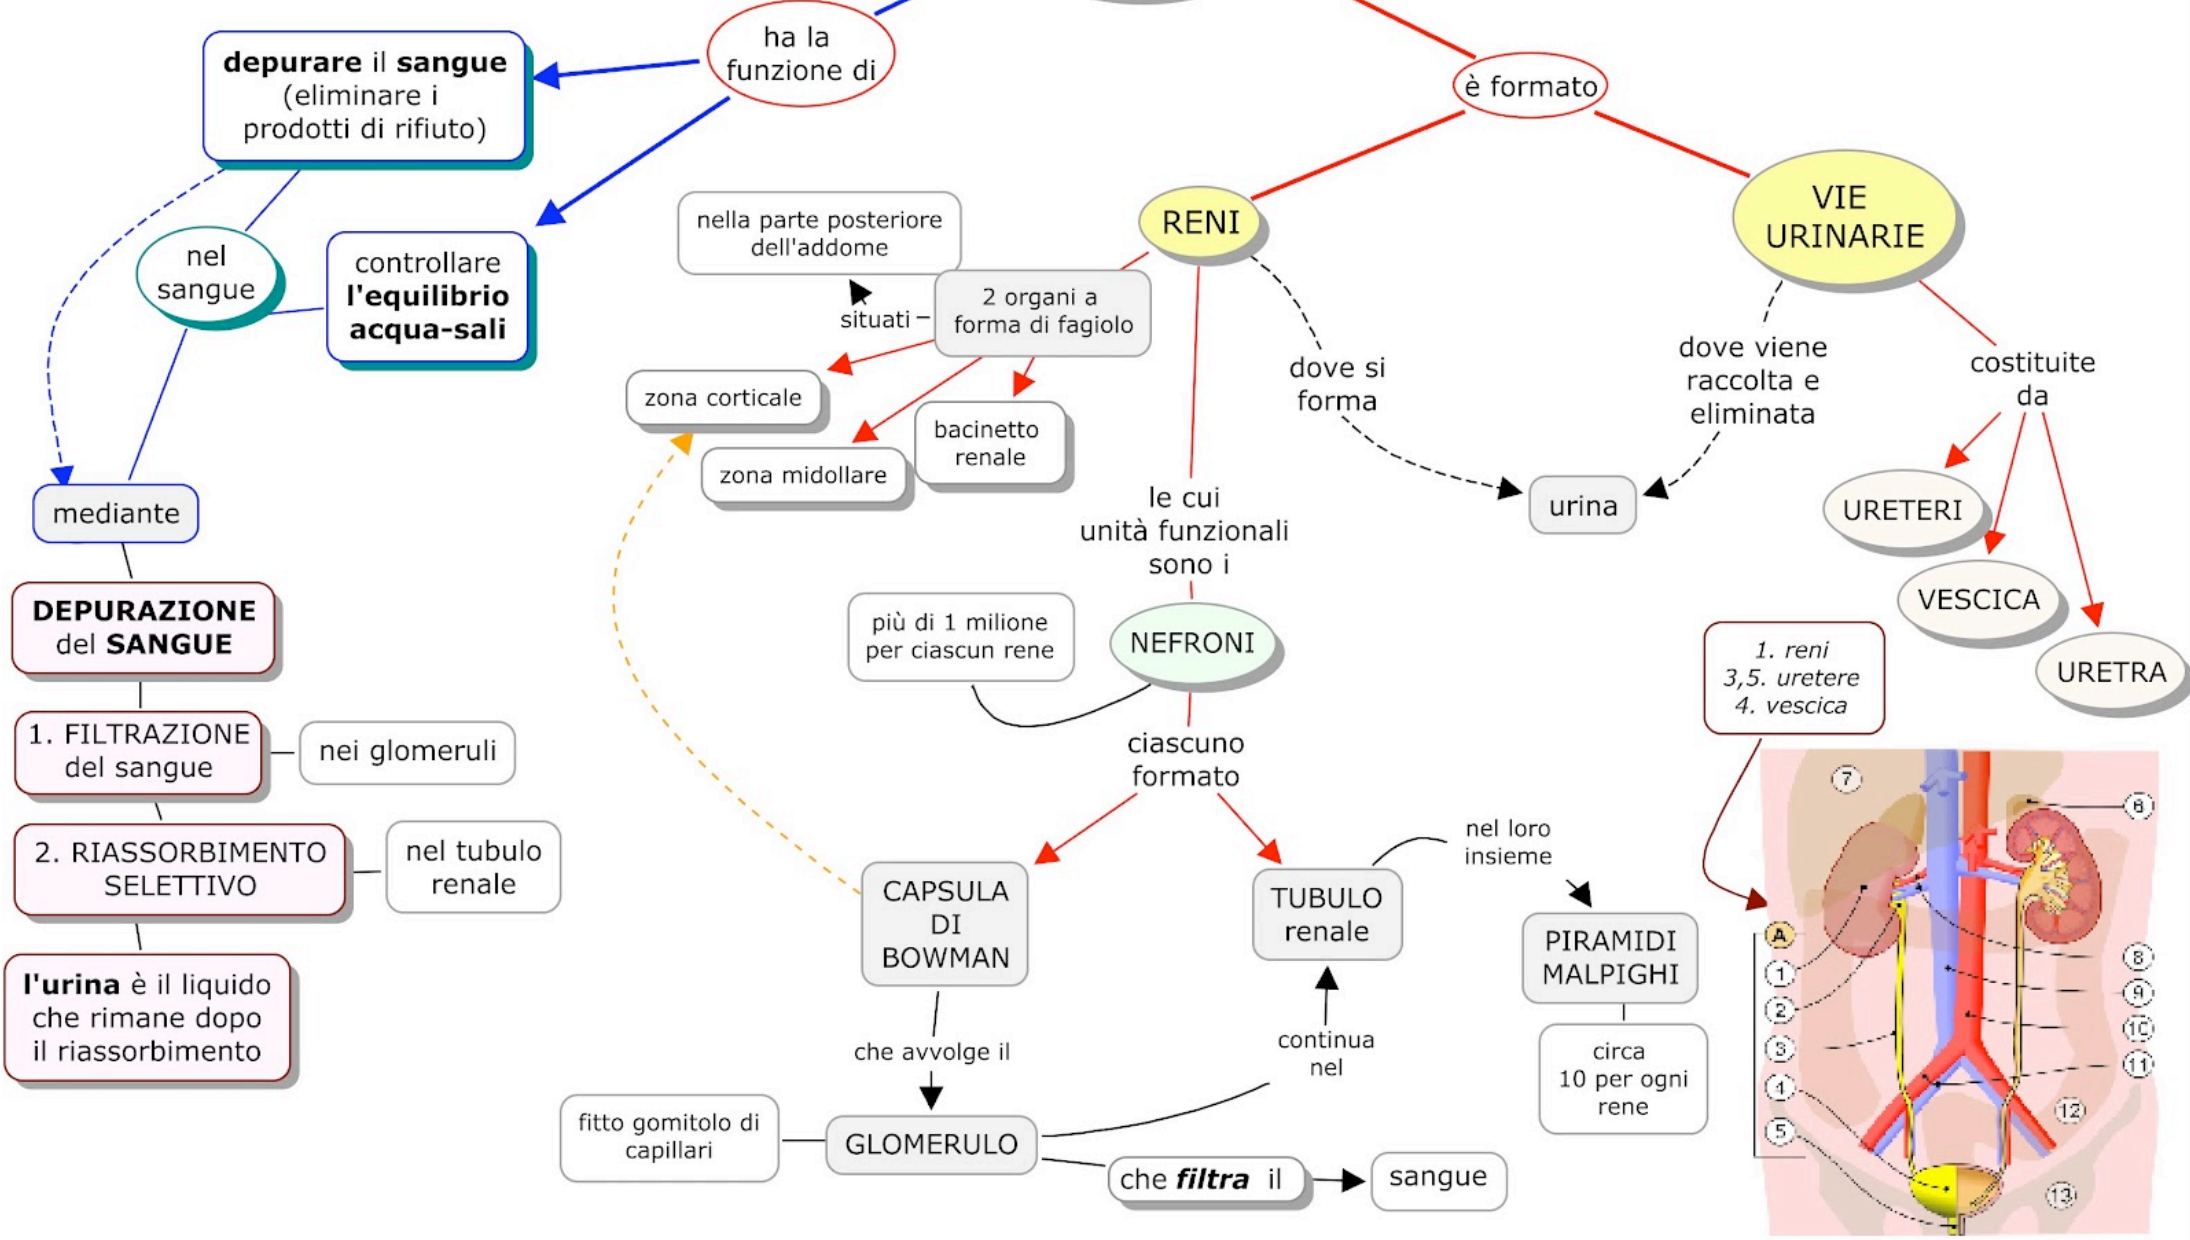 ha la
funzione di
depurare il sangue
(eliminare i
prodotti di rifiuto)
nel
sangue
controllare
l'equilibrio
acqua-sali
mediante
DEPURAZIONE
del SANGUE
1. FILTRAZIONE
del sangue
nei glomeruli
2. RIASSORBIMENTO
SELETTIVO
nel tubulo
renale
l'urina è il liquido
che rimane dopo
il riassorbimento
è formato
RENI
nella parte posteriore
dell'addome
situati
2 organi a
forma di fagiolo
zona corticale
zona midollare
bacinetto
renale
dove si
forma
urina
le cui
unità funzionali
sono i
NEFRONI
più di 1 milione
per ciascun rene
ciascuno
formato
CAPSULA
DI
BOWMAN
che avvolge il
GLOMERULO
fitto gomitolo di
capillari
che filtra il
sangue
continua
nel
TUBULO
renale
nel loro
insieme
PIRAMIDI
MALPIGHI
circa
10 per ogni
rene
VIE
URINARIE
dove viene
raccolta e
eliminata
costituite
da
URETERI
VESCICA
URETRA
1. reni
3,5. uretere
4. vescica
7
6
A
1
2
3
4
5
8
9
10
11
12
13